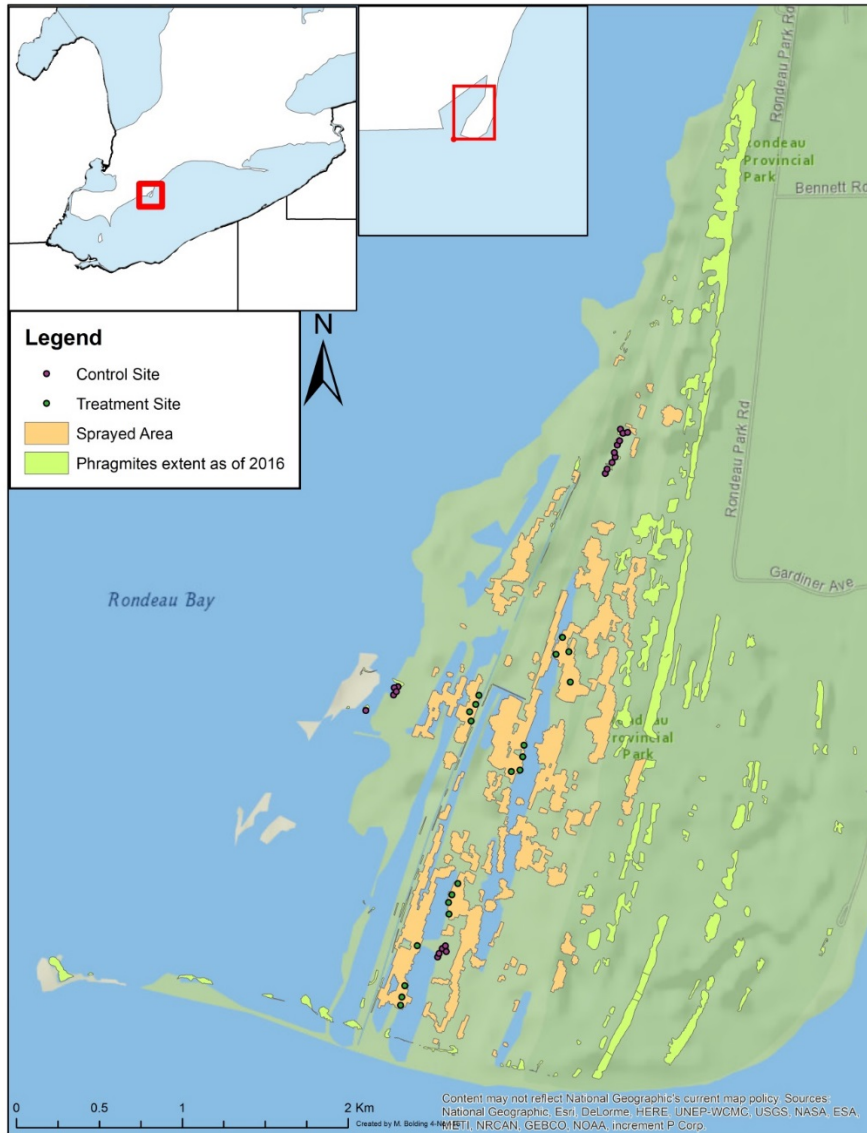 Rondeau Park Rd
Rondeau
Provincial
Park
Bennett Rd
N
Legend
Control Site
Treatment Site
Sprayed Area
Phragmites extent as of 2016
Rondeau Park Rd
Gardiner Ave
Rondeau Bay
Park
0 0.5 1 2 Km
Created by M. Bolding
Content may not reflect National Geographic's current map policy. Sources:
National Geographic, Esri, DeLorme, HERE, UNEP-WCMC, USGS, NASA, ESA,
METI, NRCAN, GEBCO, NOAA, increment P Corp.